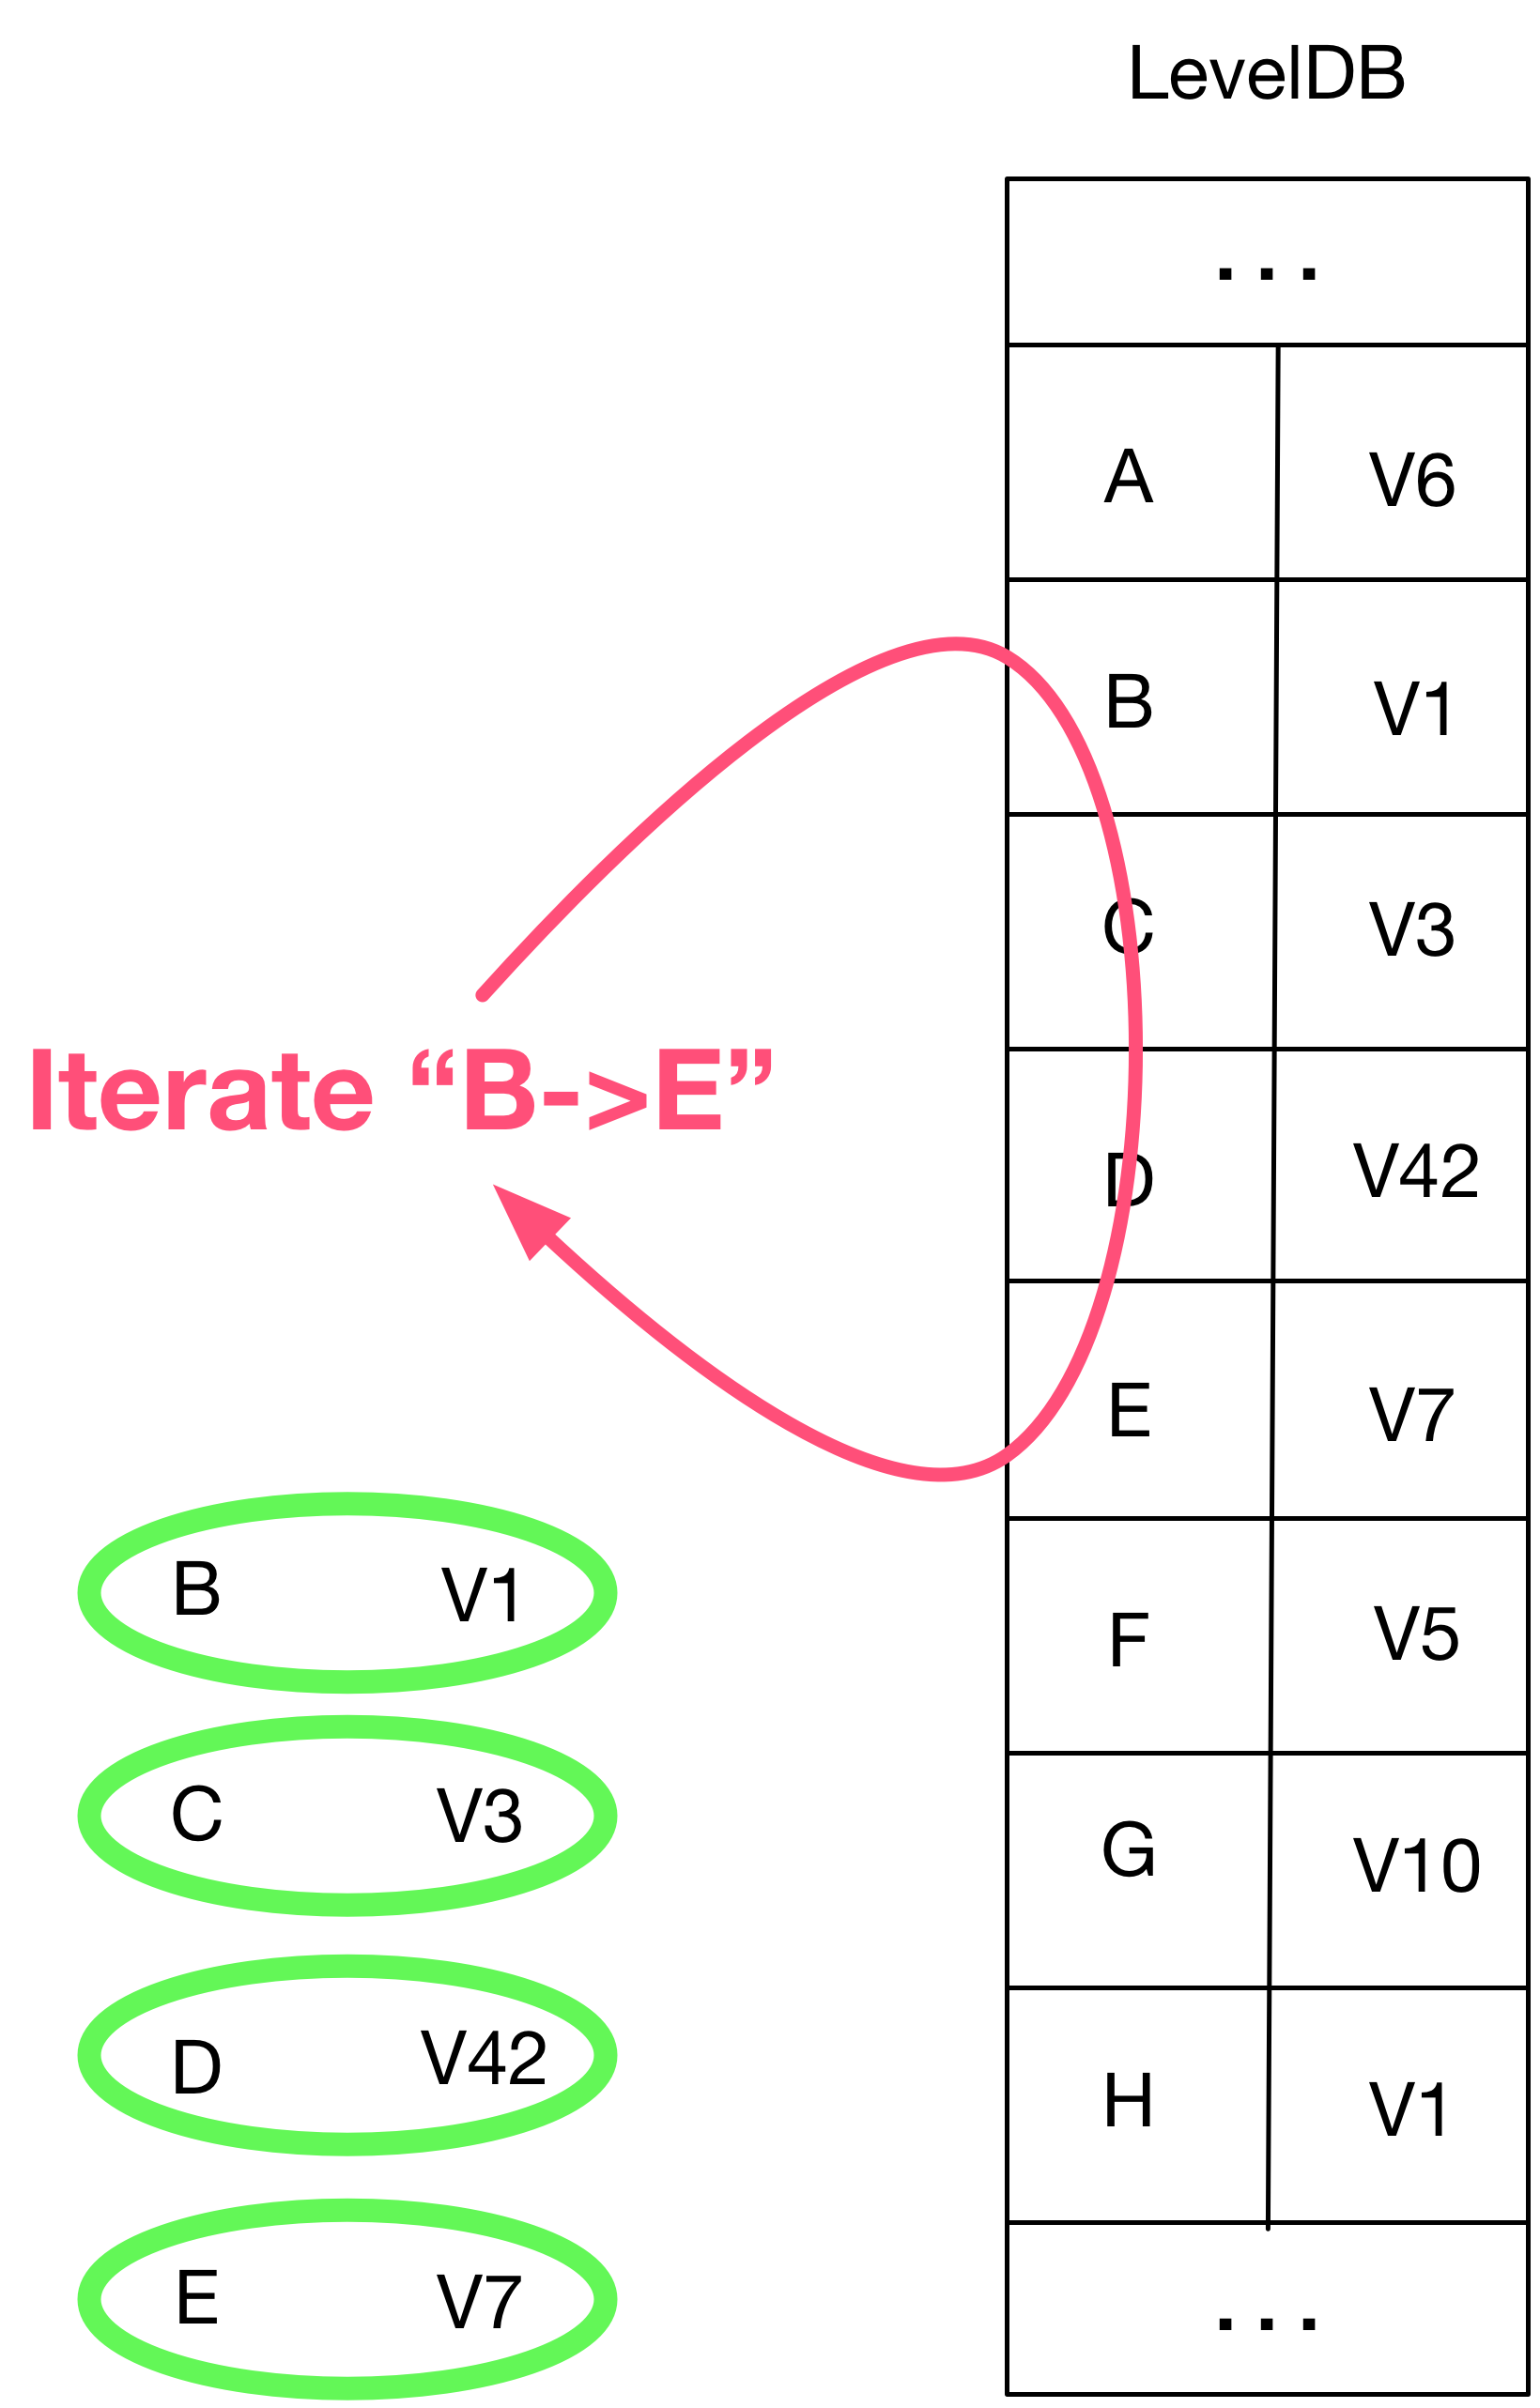 LevelDB
...
A V6
B V1
C V3
D V42
E V7
F V5
G V10
H V1
...
Iterate “B->E”
B V1
C V3
D V42
E V7